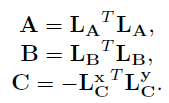 A = L_A^T L_A,
B = L_B^T L_B,
C = −L_C^x^T L_C^y.